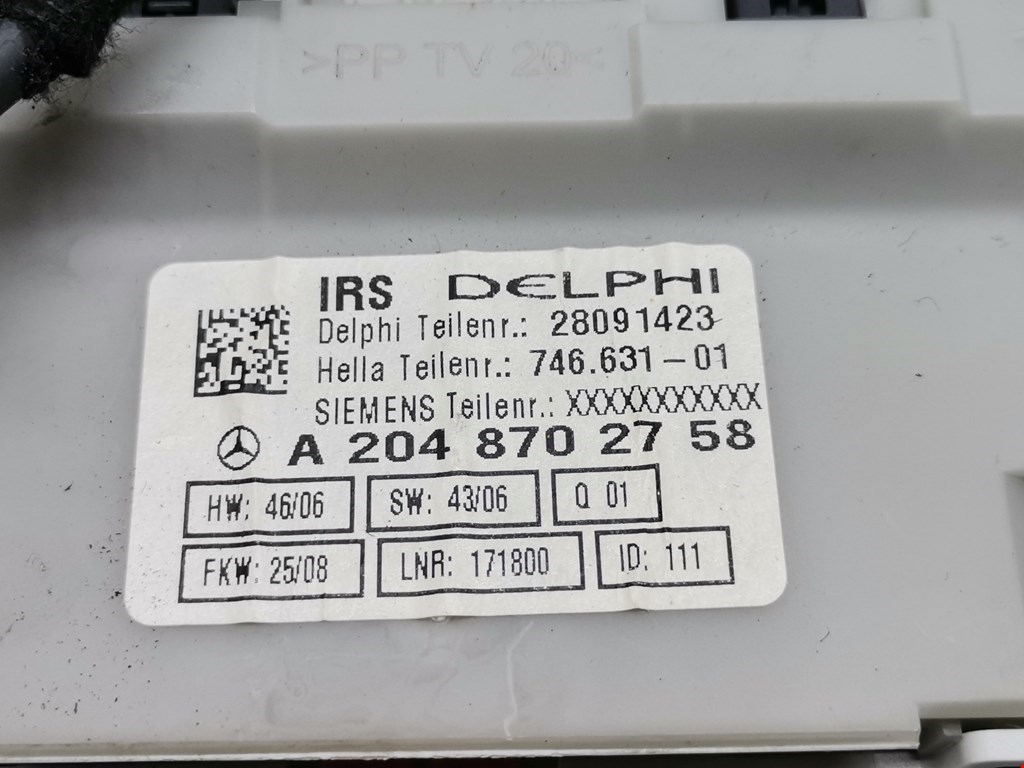 >PP TV 20<
IRS DELPHI
Delphi Teilenr.: 28091423
Hella Teilenr.: 746.631-01
SIEMENS Teilenr.: XXXXXXXXXXX
A 204 870 27 58
HW: 46/06 SW: 43/06 Q 01
FKW: 25/08 LNR: 171800 ID: 111